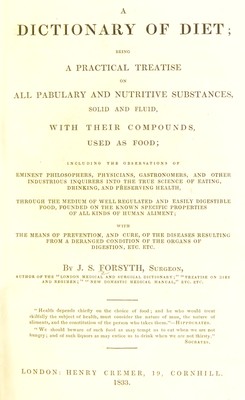 A
DICTIONARY OF DIET;
BEING
A PRACTICAL TREATISE
ON
ALL PABULARY AND NUTRITIVE SUBSTANCES,
SOLID AND FLUID,
WITH THEIR COMPOUNDS,
USED AS FOOD;
INCLUDING THE OBSERVATIONS OF
EMINENT PHILOSOPHERS, PHYSICIANS, GASTRONOMERS, AND OTHER
INDUSTRIOUS INQUIRERS INTO THE TRUE SCIENCE OF EATING,
DRINKING, AND PRESERVING HEALTH,
THROUGH THE MEDIUM OF WELL REGULATED AND EASILY DIGESTIBLE
FOOD, FOUNDED ON THE KNOWN SPECIFIC PROPERTIES
OF ALL KINDS OF HUMAN ALIMENT;
WITH
THE MEANS OF PREVENTION, AND CURE, OF THE DISEASES RESULTING
FROM A DERANGED CONDITION OF THE ORGANS OF
DIGESTION, ETC. ETC.
BY J. S. FORSYTH, SURGEON,
AUTHOR OF THE "LONDON MEDICAL AND SURGICAL DICTIONARY;" "TREATISE ON DIET
AND REGIMEN;" "NEW DOMESTIC MEDICAL MANUAL," ETC. ETC.
"Health depends chiefly on the choice of food; and he who would treat
skilfully the subject of health, must consider the nature of man, the nature of
aliments, and the constitution of the person who takes them."—HIPPOCRATES.
"We should beware of such food as may tempt us to eat when we are not
hungry; and of such liquors as may entice us to drink when we are not thirsty."
SOCRATES.
LONDON: HENRY CREMER, 19, CORNHILL.
1833.